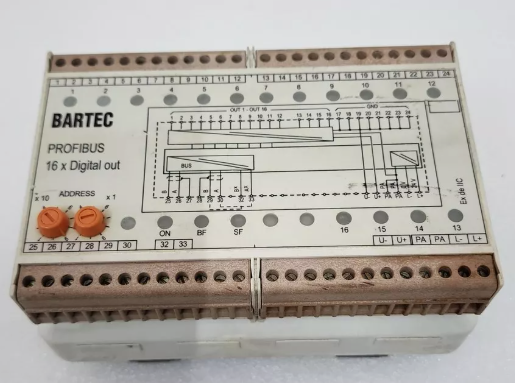 1 2 3 4 5 6 7 8 9 10 11 12 13 14 15 16 17 18 19 20 21 22 23 24
1 2 3 4 5 6 7 8 9 10 11 12
BARTEC
PROFIBUS
16 x Digital out
OUT 1 - OUT 16
GND
BUS
ADDRESS
x 10
x 1
Ex de IIC
ON BF SF 16 15 14 13
25 26 27 28 29 30 32 33 U- U+ PA PA L- L+